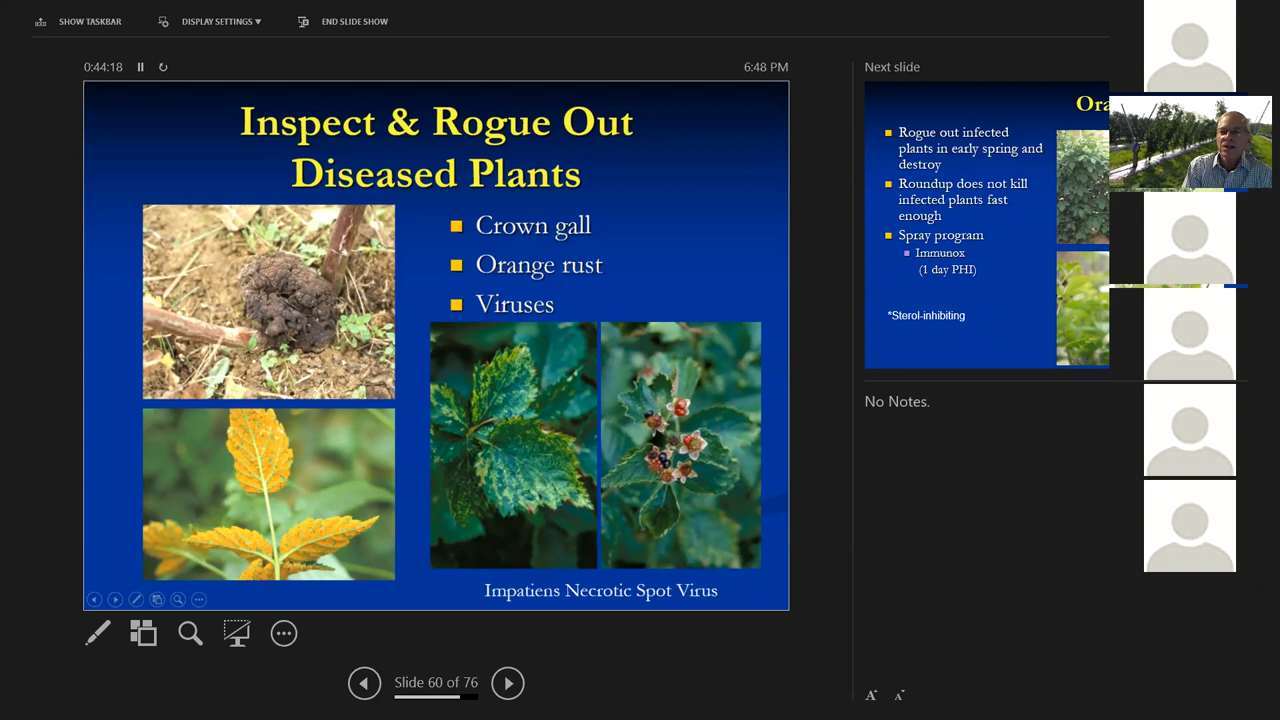 SHOW TASKBAR
DISPLAY SETTINGS ▼
END SLIDE SHOW
0:44:18
6:48 PM
Inspect & Rogue Out
Diseased Plants
Crown gall
Orange rust
Viruses
Impatiens Necrotic Spot Virus
Slide 60 of 76
Next slide
Rogue out infected
plants in early spring and
destroy
Roundup does not kill
infected plants fast
enough
Spray program
Immunox
(1 day PHI)
*Sterol-inhibiting
No Notes.
A
A